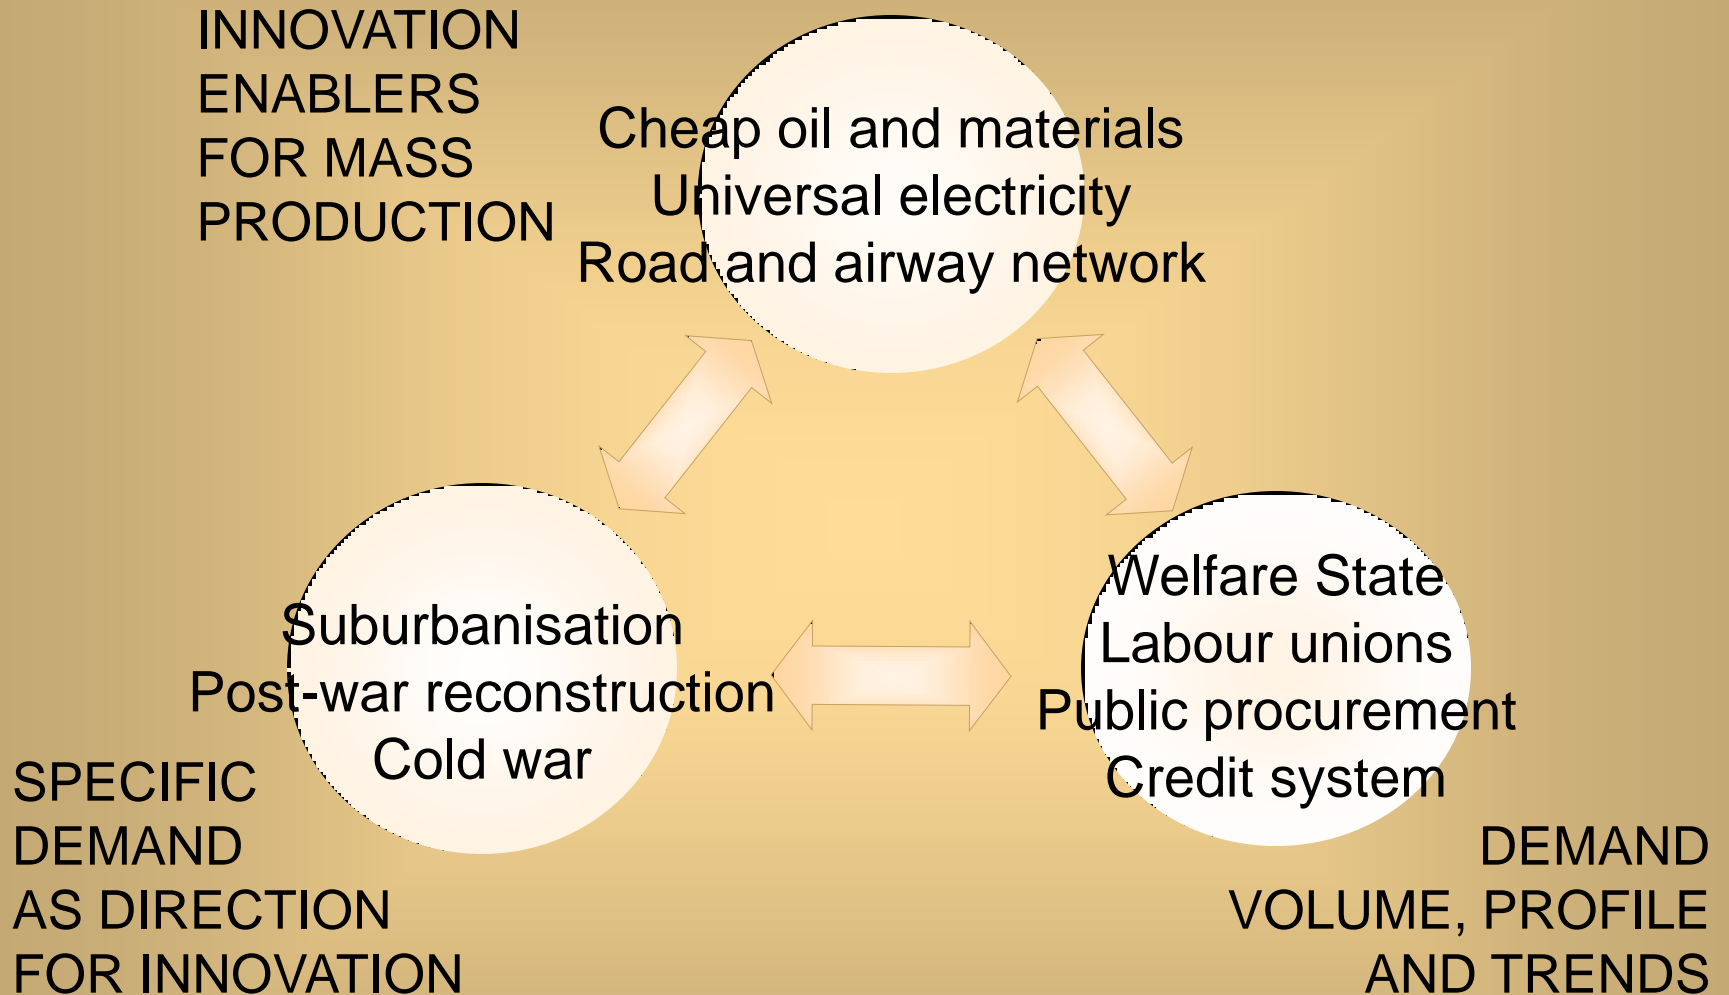 INNOVATION
ENABLERS
FOR MASS
PRODUCTION
Cheap oil and materials
Universal electricity
Road and airway network
Suburbanisation
Post-war reconstruction
Cold war
Welfare State
Labour unions
Public procurement
Credit system
SPECIFIC
DEMAND
AS DIRECTION
FOR INNOVATION
DEMAND
VOLUME, PROFILE
AND TRENDS